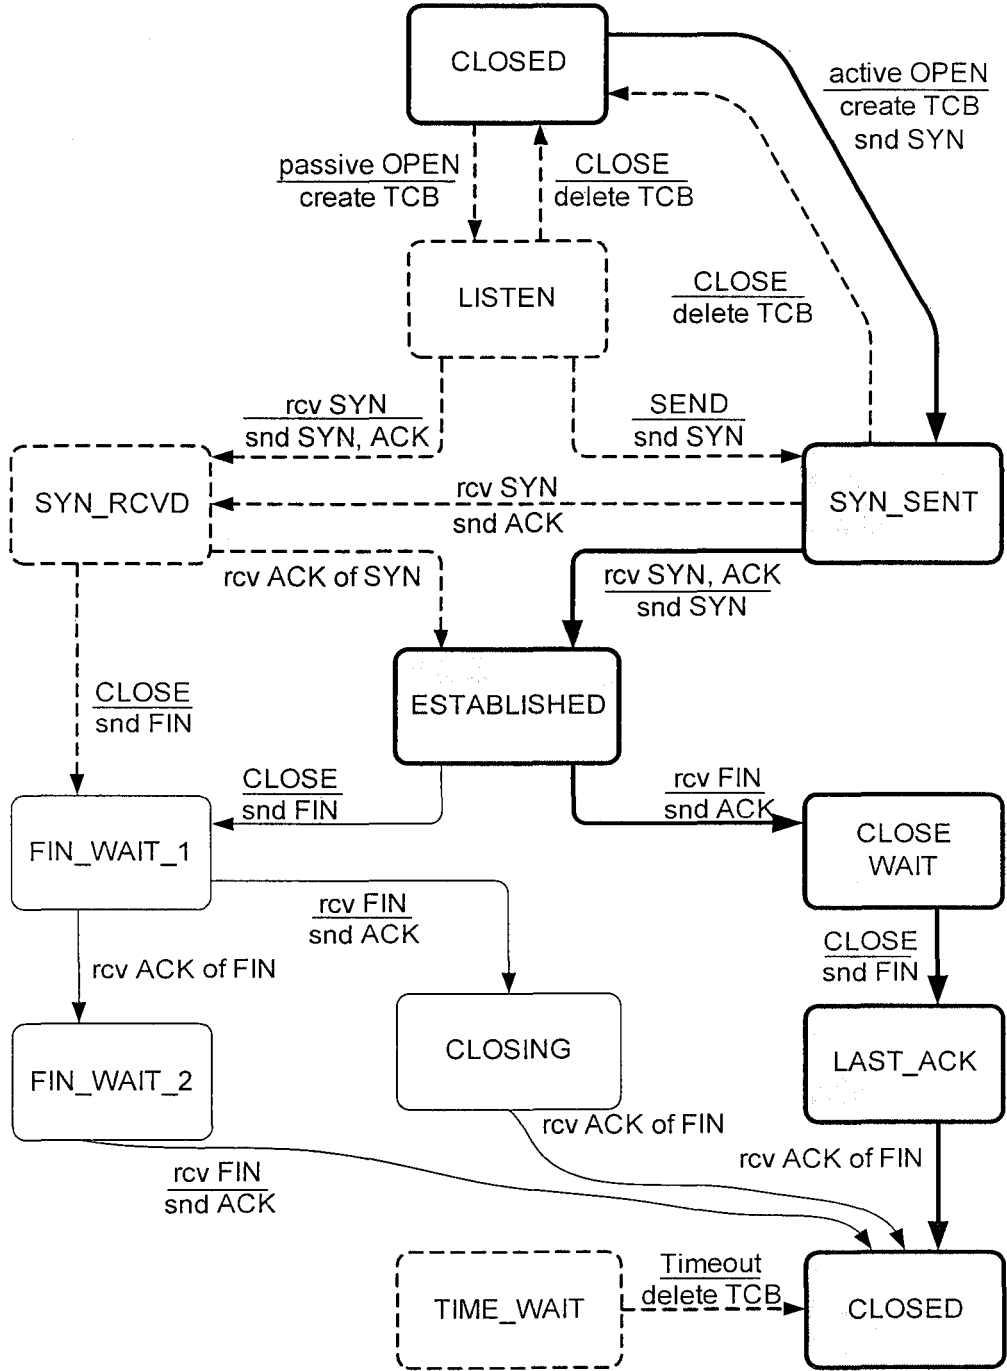 CLOSED
active OPEN
create TCB
snd SYN
passive OPEN
create TCB
CLOSE
delete TCB
LISTEN
CLOSE
delete TCB
rcv SYN
snd SYN, ACK
SEND
snd SYN
SYN_RCVD
rcv SYN
snd ACK
SYN_SENT
rcv ACK of SYN
rcv SYN, ACK
snd SYN
CLOSE
snd FIN
ESTABLISHED
CLOSE
snd FIN
rcv FIN
snd ACK
FIN_WAIT_1
CLOSE
WAIT
rcv FIN
snd ACK
rcv ACK of FIN
CLOSE
snd FIN
FIN_WAIT_2
CLOSING
LAST_ACK
rcv ACK of FIN
rcv ACK of FIN
rcv FIN
snd ACK
TIME_WAIT
Timeout
delete TCB
CLOSED